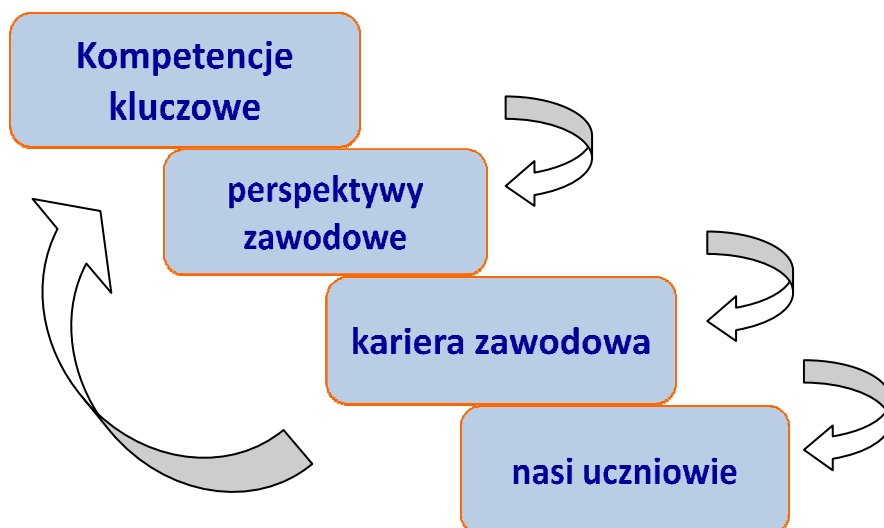 Kompetencje
kluczowe
perspektywy
zawodowe
kariera zawodowa
nasi uczniowie